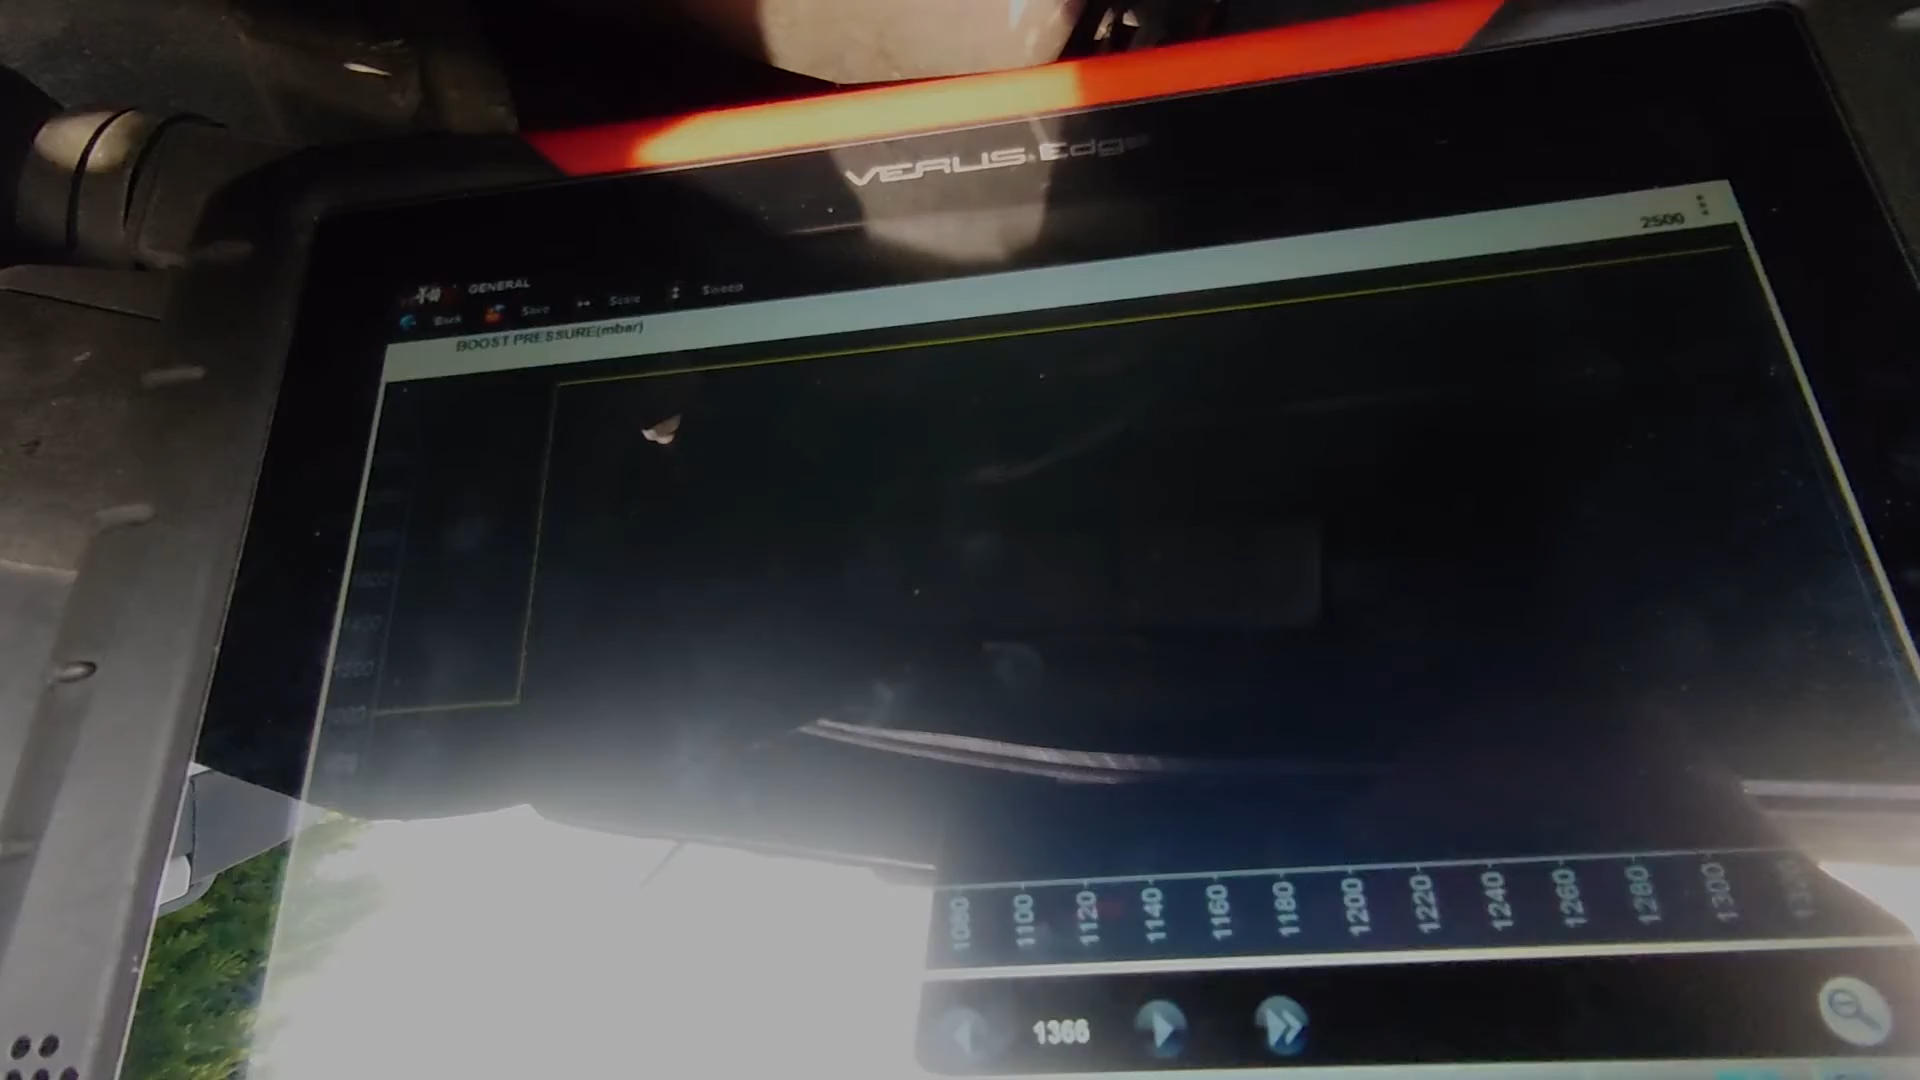 VERUS Edge
2500
GENERAL
Back Save Scale Sweep
BOOST PRESSURE(mbar)
1080 1100 1120 1140 1160 1180 1200 1220 1240 1260 1280 1300
1366